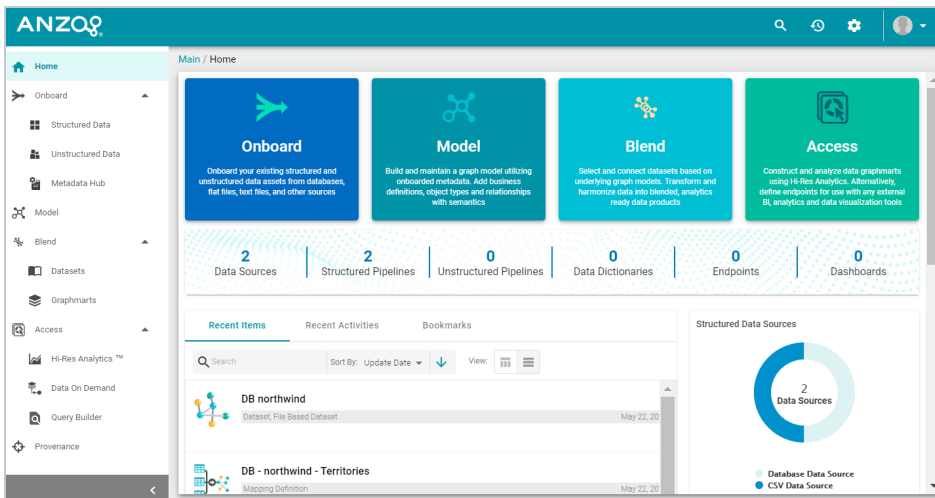 ANZO®
Home
Onboard
Structured Data
Unstructured Data
Metadata Hub
Model
Blend
Datasets
Graphmarts
Access
Hi-Res Analytics ™
Data On Demand
Query Builder
Provenance
Main / Home
Onboard
Onboard your existing structured and
unstructured data assets from databases,
flat files, text files, and other sources
Model
Build and maintain a graph model utilizing
onboarded metadata. Add business
definitions, object types and relationships
with semantics
Blend
Select and connect datasets based on
underlying graph models. Transform and
harmonize data into blended, analytics
ready data products
Access
Construct and analyze data graphmarts
using Hi-Res Analytics. Alternatively,
define endpoints for use with any external
BI, analytics and data visualization tools
2
Data Sources
2
Structured Pipelines
0
Unstructured Pipelines
0
Data Dictionaries
0
Endpoints
0
Dashboards
Recent Items Recent Activities Bookmarks
Search Sort By: Update Date View:
DB northwind
Dataset, File Based Dataset May 22, 20
DB - northwind - Territories
Mapping Definition May 22, 20
Structured Data Sources
2
Data Sources
Database Data Source
CSV Data Source